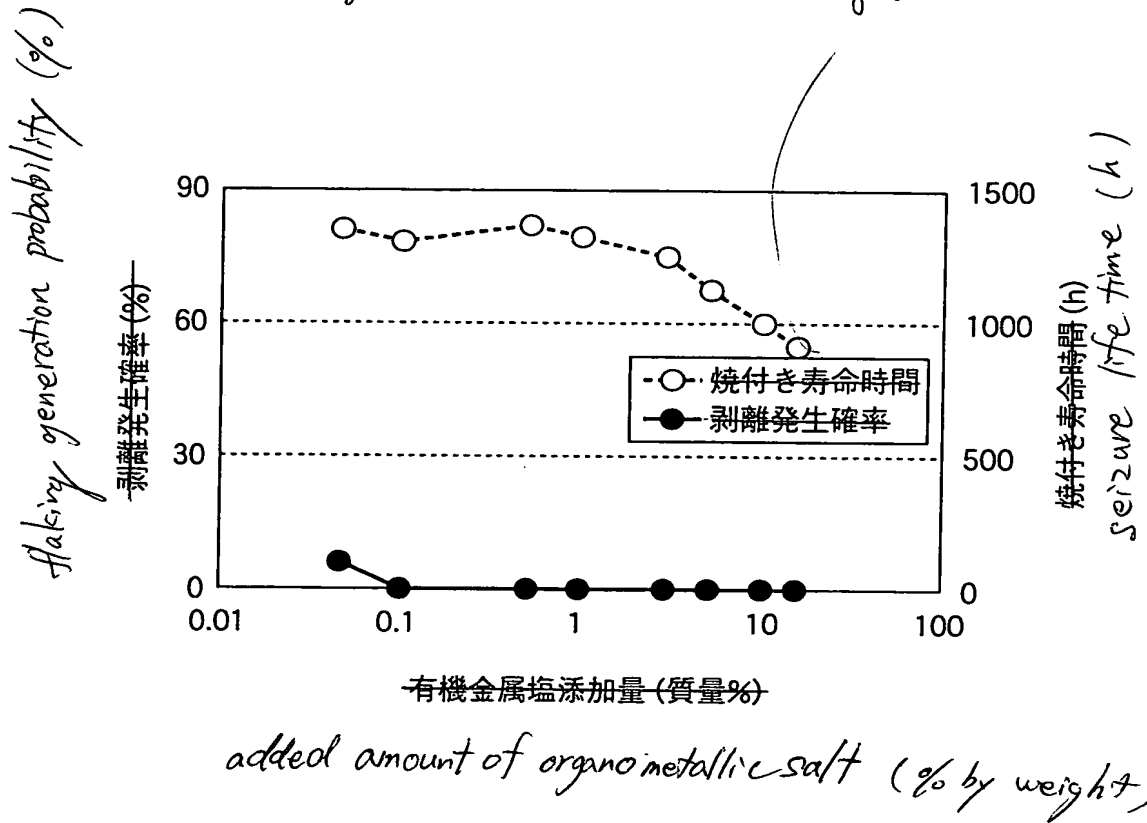 flaking generation probability (%)
剥離発生確率 (%)
90
60
30
0
1500
1000
500
0
焼付き寿命時間 (h)
seizure life time (h)
焼付き寿命時間
剥離発生確率
0.01
0.1
1
10
100
有機金属塩添加量 (質量%)
added amount of organometallic salt (% by weight)